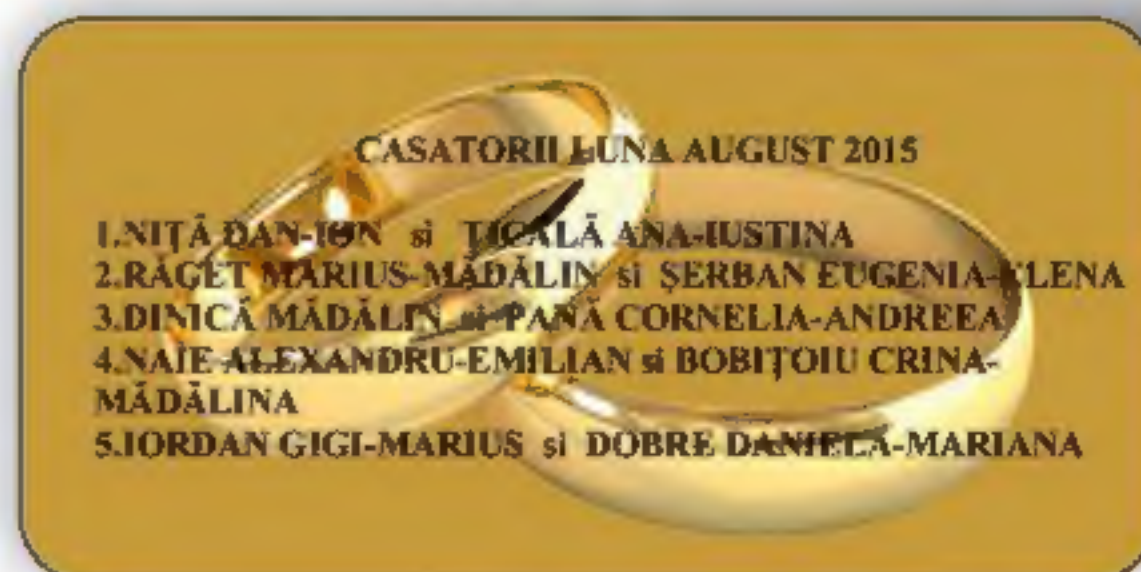 CASATORII LUNA AUGUST 2015
1.NIȚĂ DAN-ION si ȚIGALĂ ANA-IUSTINA
2.RAGET MARIUS-MĂDĂLIN si ȘERBAN EUGENIA-ELENA
3.DINICĂ MĂDĂLIN si PANĂ CORNELIA-ANDREEA
4.NAIE ALEXANDRU-EMILIAN si BOBIȚOIU CRINA-
MĂDĂLINA
5.IORDAN GIGI-MARIUS si DOBRE DANIELA-MARIANA